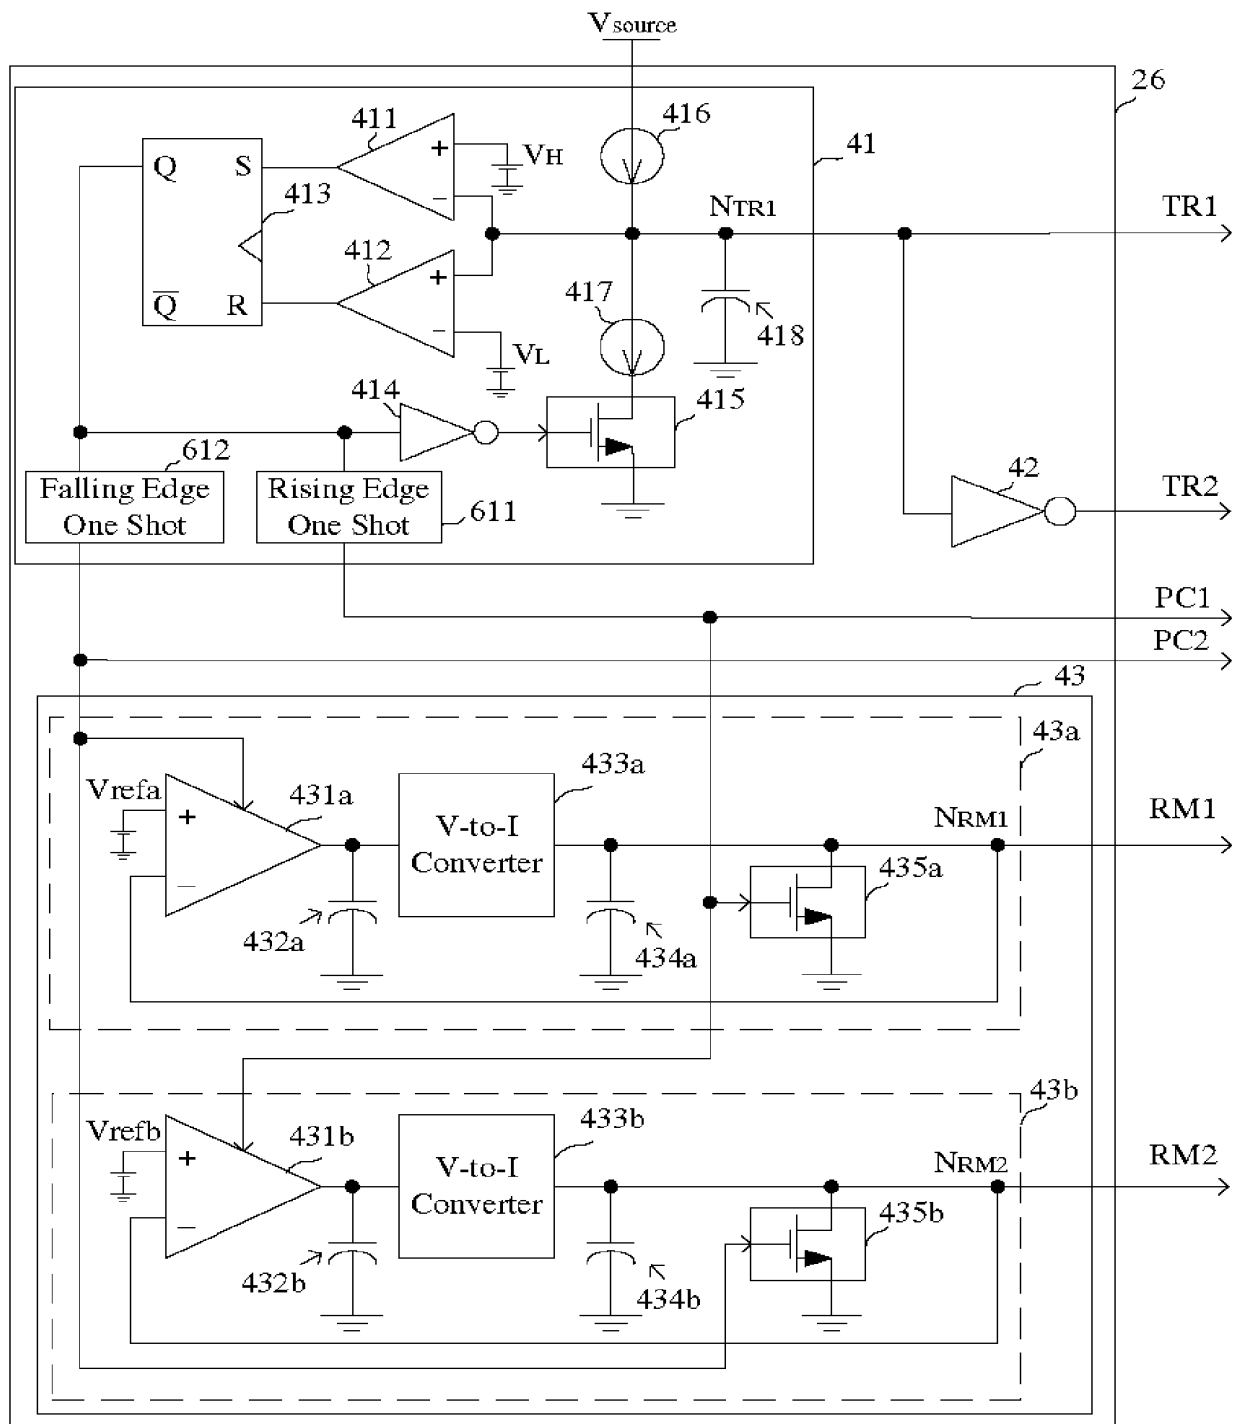 Vsource
26
411
416
41
Q
S
+
VH
413
−
NTR1
TR1
412
+
417
Q
R
−
418
VL
414
415
612
42
TR2
Falling Edge
One Shot
Rising Edge
One Shot
611
PC1
PC2
43
43a
Vrefa
431a
433a
+
V-to-I
Converter
NRM1
RM1
−
435a
432a
434a
43b
Vrefb
431b
433b
+
V-to-I
Converter
NRM2
RM2
−
435b
432b
434b